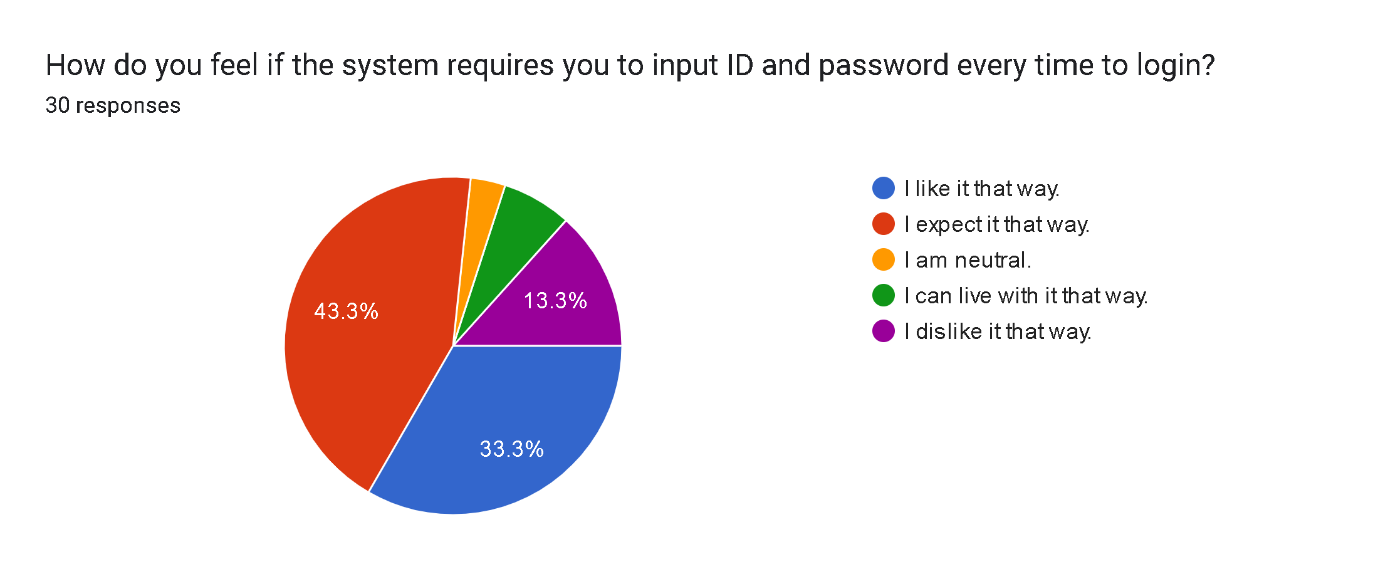 How do you feel if the system requires you to input ID and password every time to login?
30 responses
I like it that way.
I expect it that way.
I am neutral.
I can live with it that way.
I dislike it that way.
13.3%
43.3%
33.3%